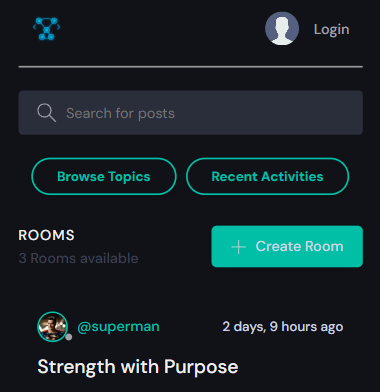 Login
Search for posts
Browse Topics
Recent Activities
ROOMS
3 Rooms available
Create Room
@superman
2 days, 9 hours ago
Strength with Purpose